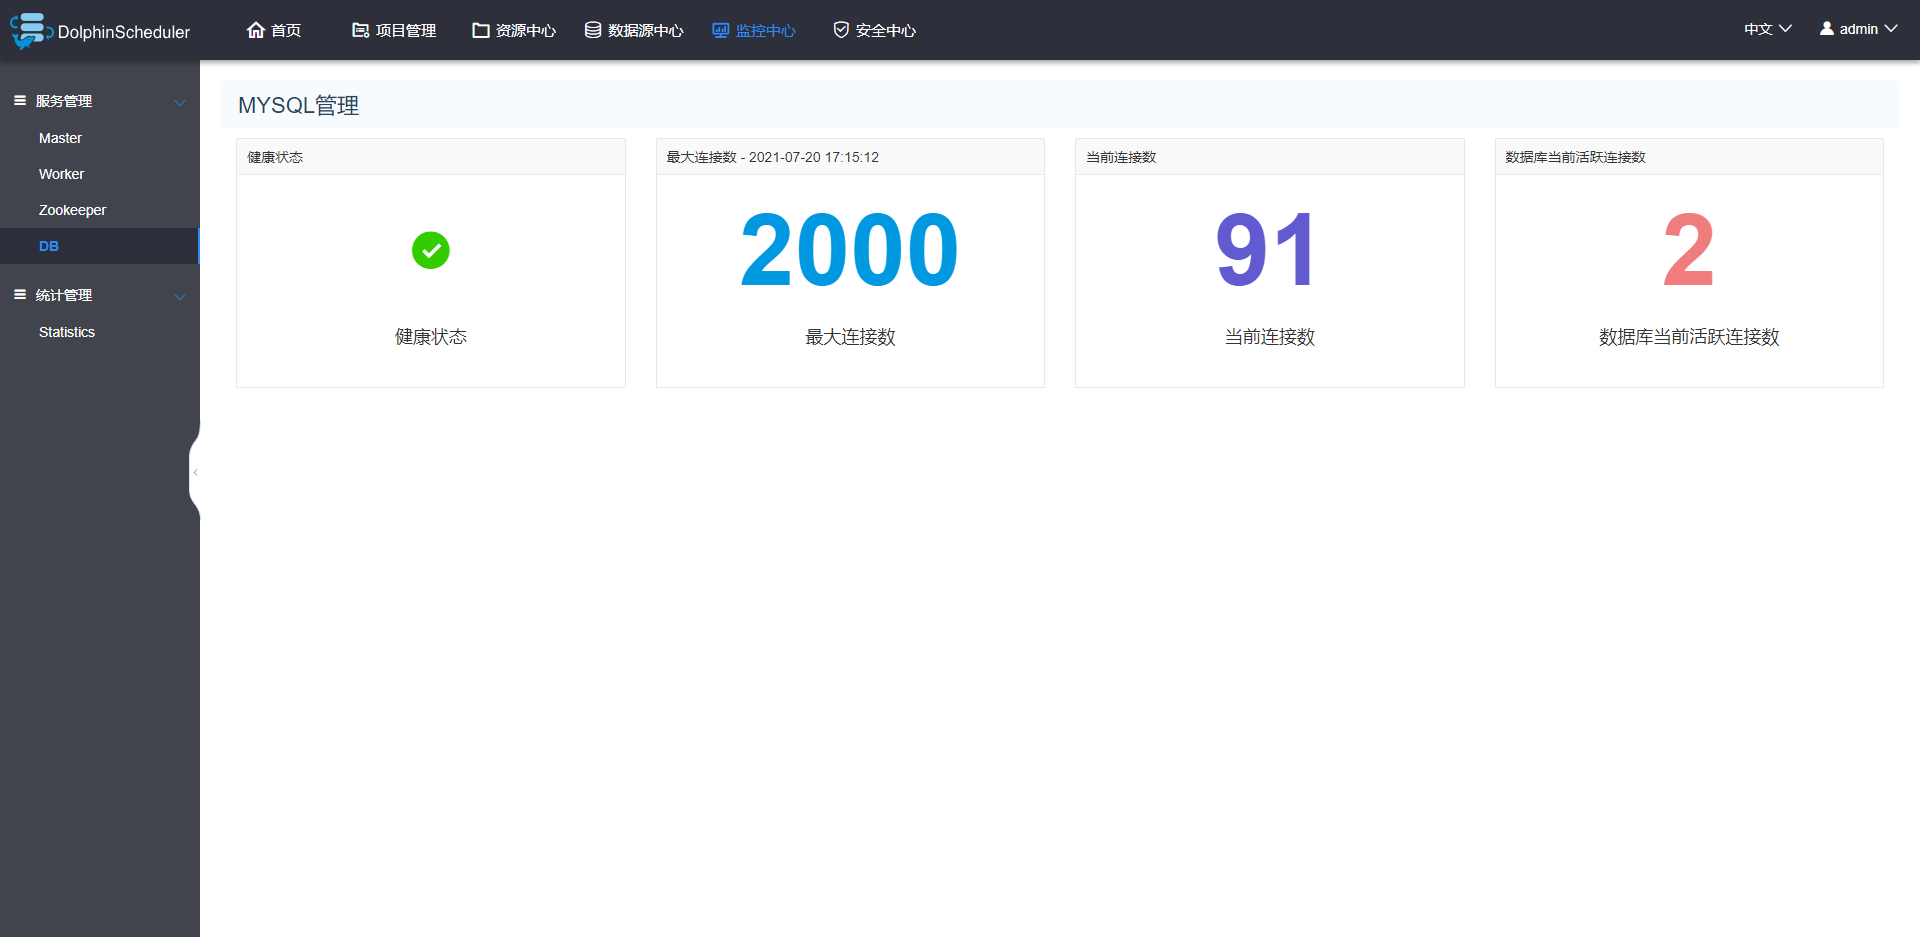 DolphinScheduler
首页
项目管理
资源中心
数据源中心
监控中心
安全中心
中文
admin
服务管理
Master
Worker
Zookeeper
DB
统计管理
Statistics
MYSQL管理
健康状态
健康状态
最大连接数 - 2021-07-20 17:15:12
2000
最大连接数
当前连接数
91
当前连接数
数据库当前活跃连接数
2
数据库当前活跃连接数